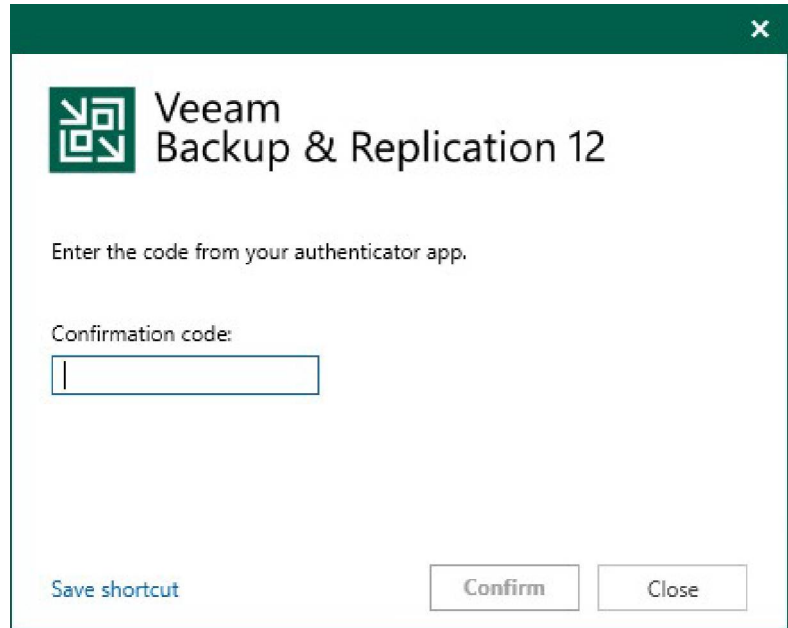 Veeam
Backup & Replication 12
Enter the code from your authenticator app.
Confirmation code:
Save shortcut
Confirm
Close